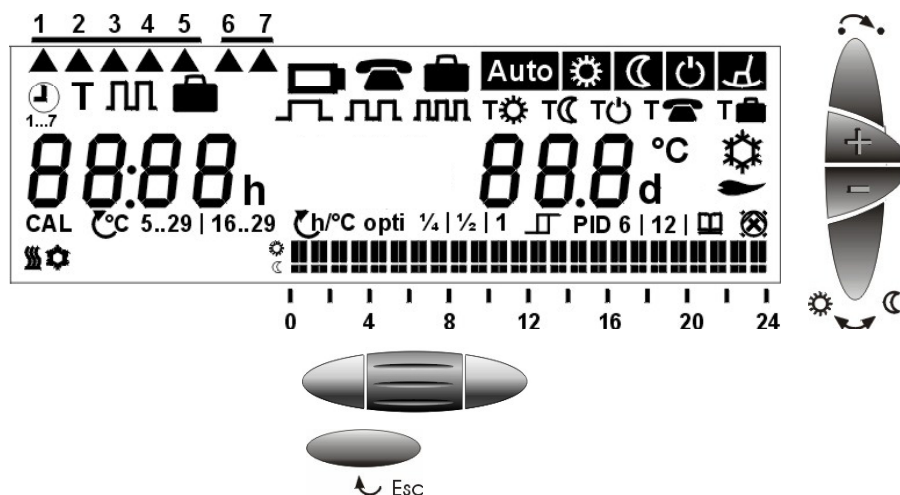 1 2 3 4 5 6 7
Auto
T
1...7
T T T T T
88:88h 88.8d °C
CAL °C 5..29 | 16..29 h/°C opti ¼ | ½ | 1 PID 6 | 12 |
0 4 8 12 16 20 24
+
-
Esc